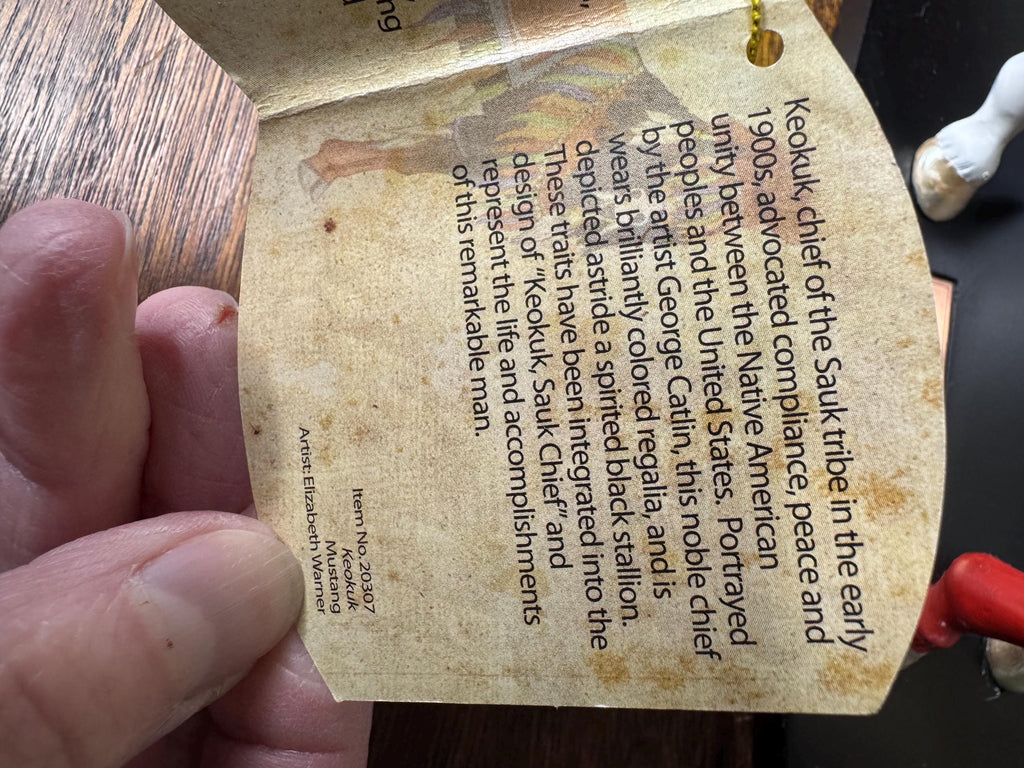 Keokuk, chief of the Sauk tribe in the early
1900s, advocated compliance, peace and
unity between the Native American
peoples and the United States. Portrayed
by the artist George Catlin, this noble chief
wears briliantly colored regalia, and is
depicted astride a spirited black stallion.
These traits have been integrated into the
design of "Keokuk, Sauk Chief" and
represent the life and accomplishments
of this remarkable man.
Item No. 20307
Keokuk
Mustang
Artist: Elizabeth Warner